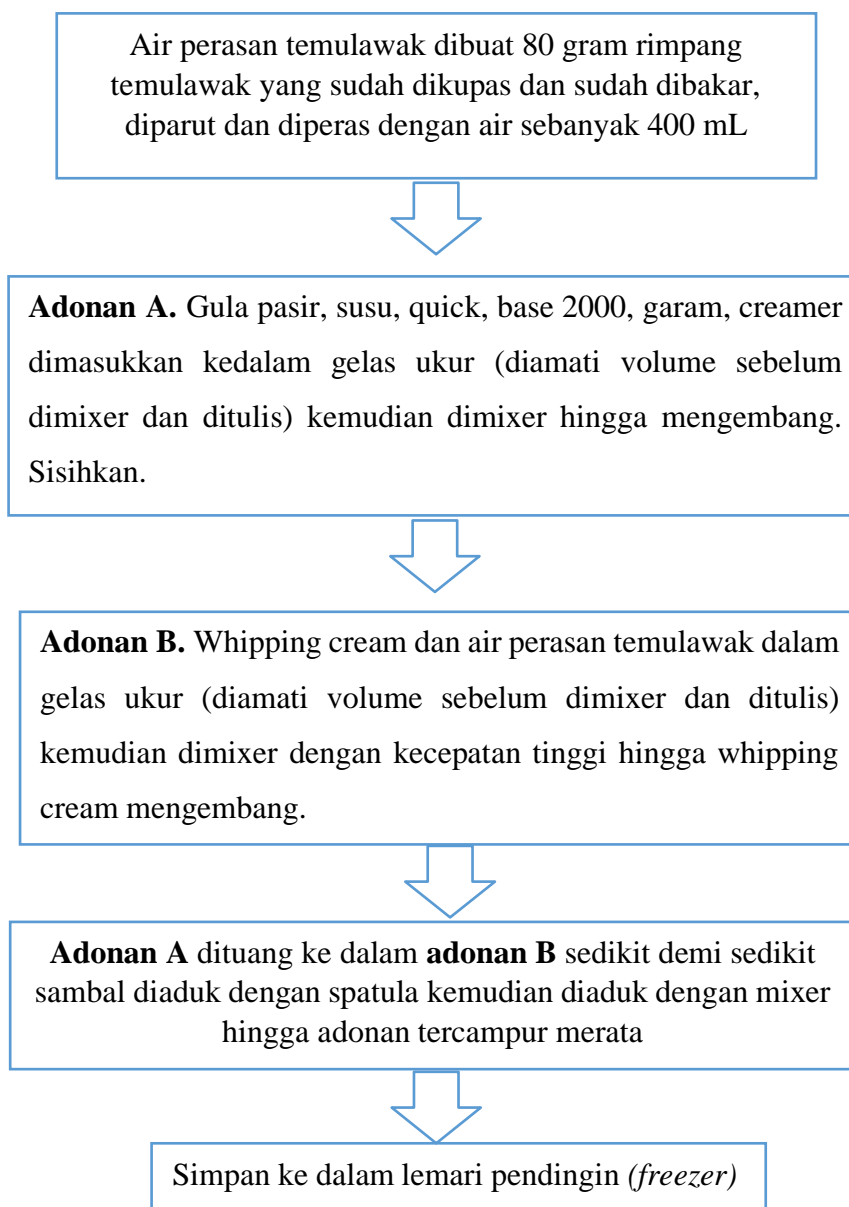 Air perasan temulawak dibuat 80 gram rimpang
temulawak yang sudah dikupas dan sudah dibakar,
diparut dan diperas dengan air sebanyak 400 mL
Adonan A. Gula pasir, susu, quick, base 2000, garam, creamer
dimasukkan kedalam gelas ukur (diamati volume sebelum
dimixer dan ditulis) kemudian dimixer hingga mengembang.
Sisihkan.
Adonan B. Whipping cream dan air perasan temulawak dalam
gelas ukur (diamati volume sebelum dimixer dan ditulis)
kemudian dimixer dengan kecepatan tinggi hingga whipping
cream mengembang.
Adonan A dituang ke dalam adonan B sedikit demi sedikit
sambal diaduk dengan spatula kemudian diaduk dengan mixer
hingga adonan tercampur merata
Simpan ke dalam lemari pendingin (freezer)